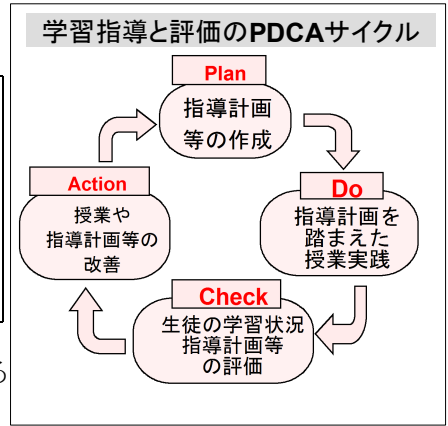 学習指導と評価のPDCAサイクル
Plan
指導計画
等の作成
Do
指導計画を
踏まえた
授業実践
Check
生徒の学習状況
指導計画等
の評価
Action
授業や
指導計画等の
改善
る